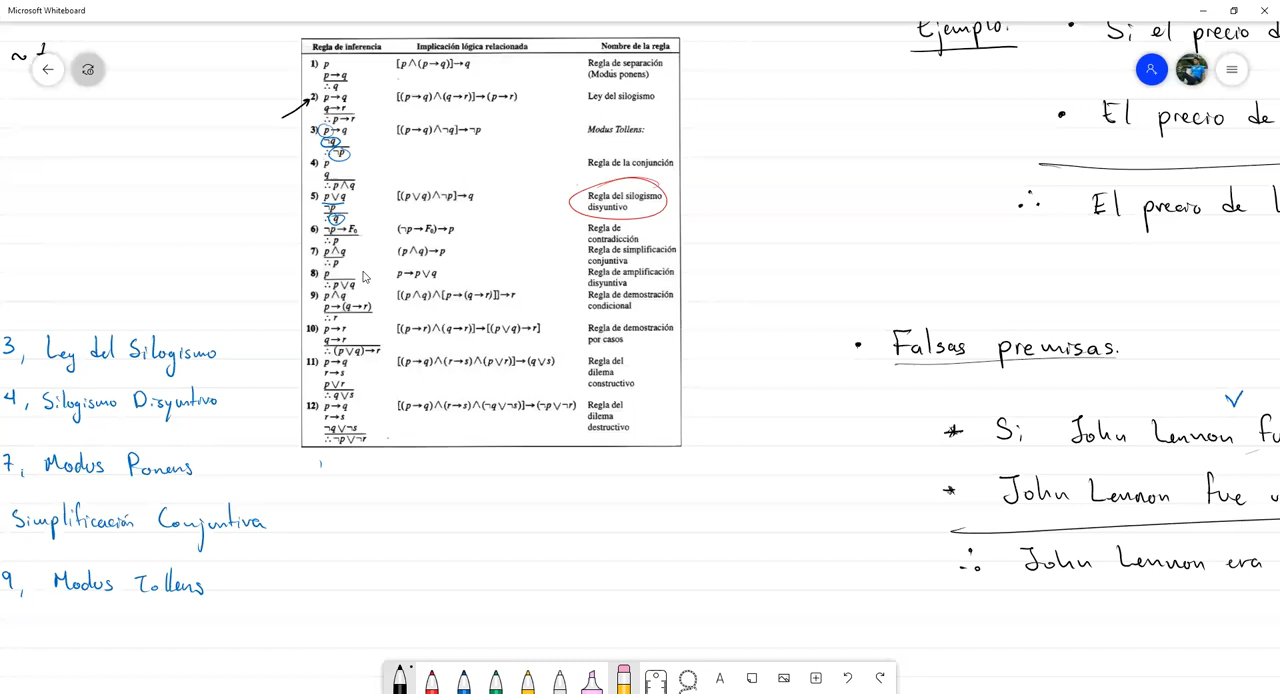 Microsoft Whiteboard
~ 1
Regla de inferencia Implicación lógica relacionada Nombre de la regla
1) p [p∧(p→q)]→q Regla de separación
p→q (Modus ponens)
∴ q
2) p→q [(p→q)∧(q→r)]→(p→r) Ley del silogismo
q→r
∴ p→r
3) p→q [(p→q)∧¬q]→¬p Modus Tollens:
¬q
∴ ¬p
4) p Regla de la conjunción
q
∴ p∧q
5) p∨q [(p∨q)∧¬p]→q Regla del silogismo
¬p disyuntivo
∴ q
6) ¬p→F₀ (¬p→F₀)→p Regla de
∴ p contradicción
7) p∧q (p∧q)→p Regla de simplificación
∴ p conjuntiva
8) p p→p∨q Regla de amplificación
∴ p∨q disyuntiva
9) p∧q [(p∧q)∧[p→(q→r)]]→r Regla de demostración
p→(q→r) condicional
∴ r
10) p→r [(p→r)∧(q→r)]→[(p∨q)→r] Regla de demostración
q→r por casos
∴ (p∨q)→r
11) p→q [(p→q)∧(r→s)∧(p∨r)]→(q∨s) Regla del
r→s dilema
p∨r constructivo
∴ q∨s
12) p→q [(p→q)∧(r→s)∧(¬q∨¬s)]→(¬p∨¬r) Regla del
r→s dilema
¬q∨¬s destructivo
∴ ¬p∨¬r
3, Ley del Silogismo
4, Silogismo Disyuntivo
7, Modus Ponens
Simplificación Conjuntiva
9, Modus Tollens
Ejemplo: • Si el precio d
• El precio de
∴ El precio de l
• Falsas premisas.
* Si John Lennon fu
* John Lennon fue u
∴ John Lennon era